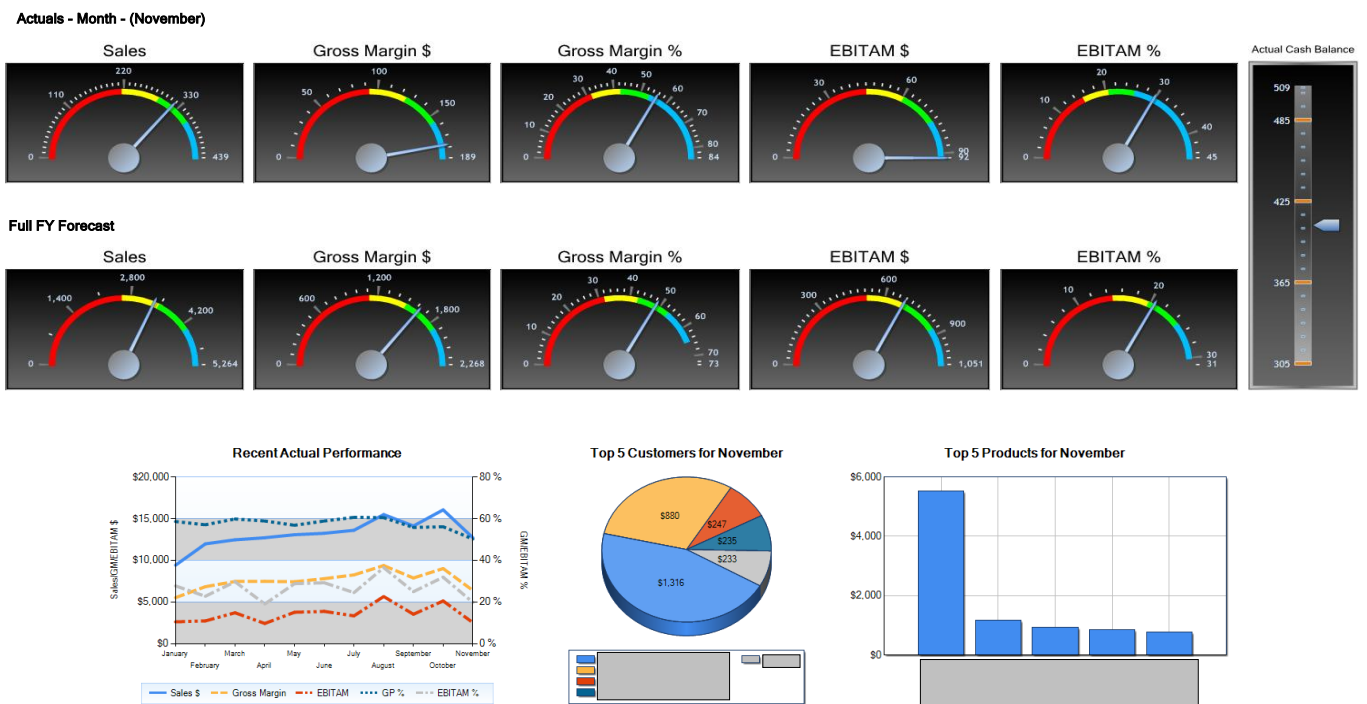 Actuals - Month - (November)
Sales
Gross Margin $
Gross Margin %
EBITAM $
EBITAM %
Actual Cash Balance
0 110 220 330 439
0 50 100 150 189
0 10 20 30 40 50 60 70 80 84
0 30 60 90 92
0 10 20 30 40 45
509
485
425
365
305
Full FY Forecast
Sales
Gross Margin $
Gross Margin %
EBITAM $
EBITAM %
0 1,400 2,800 4,200 5,264
0 600 1,200 1,800 2,268
0 10 20 30 40 50 60 70 73
0 300 600 900 1,051
0 10 20 30 31
Recent Actual Performance
Sales/GM/EBITAM $
$20,000
$15,000
$10,000
$5,000
$0
80 %
60 %
40 %
20 %
0 %
GM/EBITAM %
January February March April May June July August September October November
Sales $ Gross Margin EBITAM GP % EBITAM %
Top 5 Customers for November
$880
$247
$235
$233
$1,316
Top 5 Products for November
$6,000
$4,000
$2,000
$0